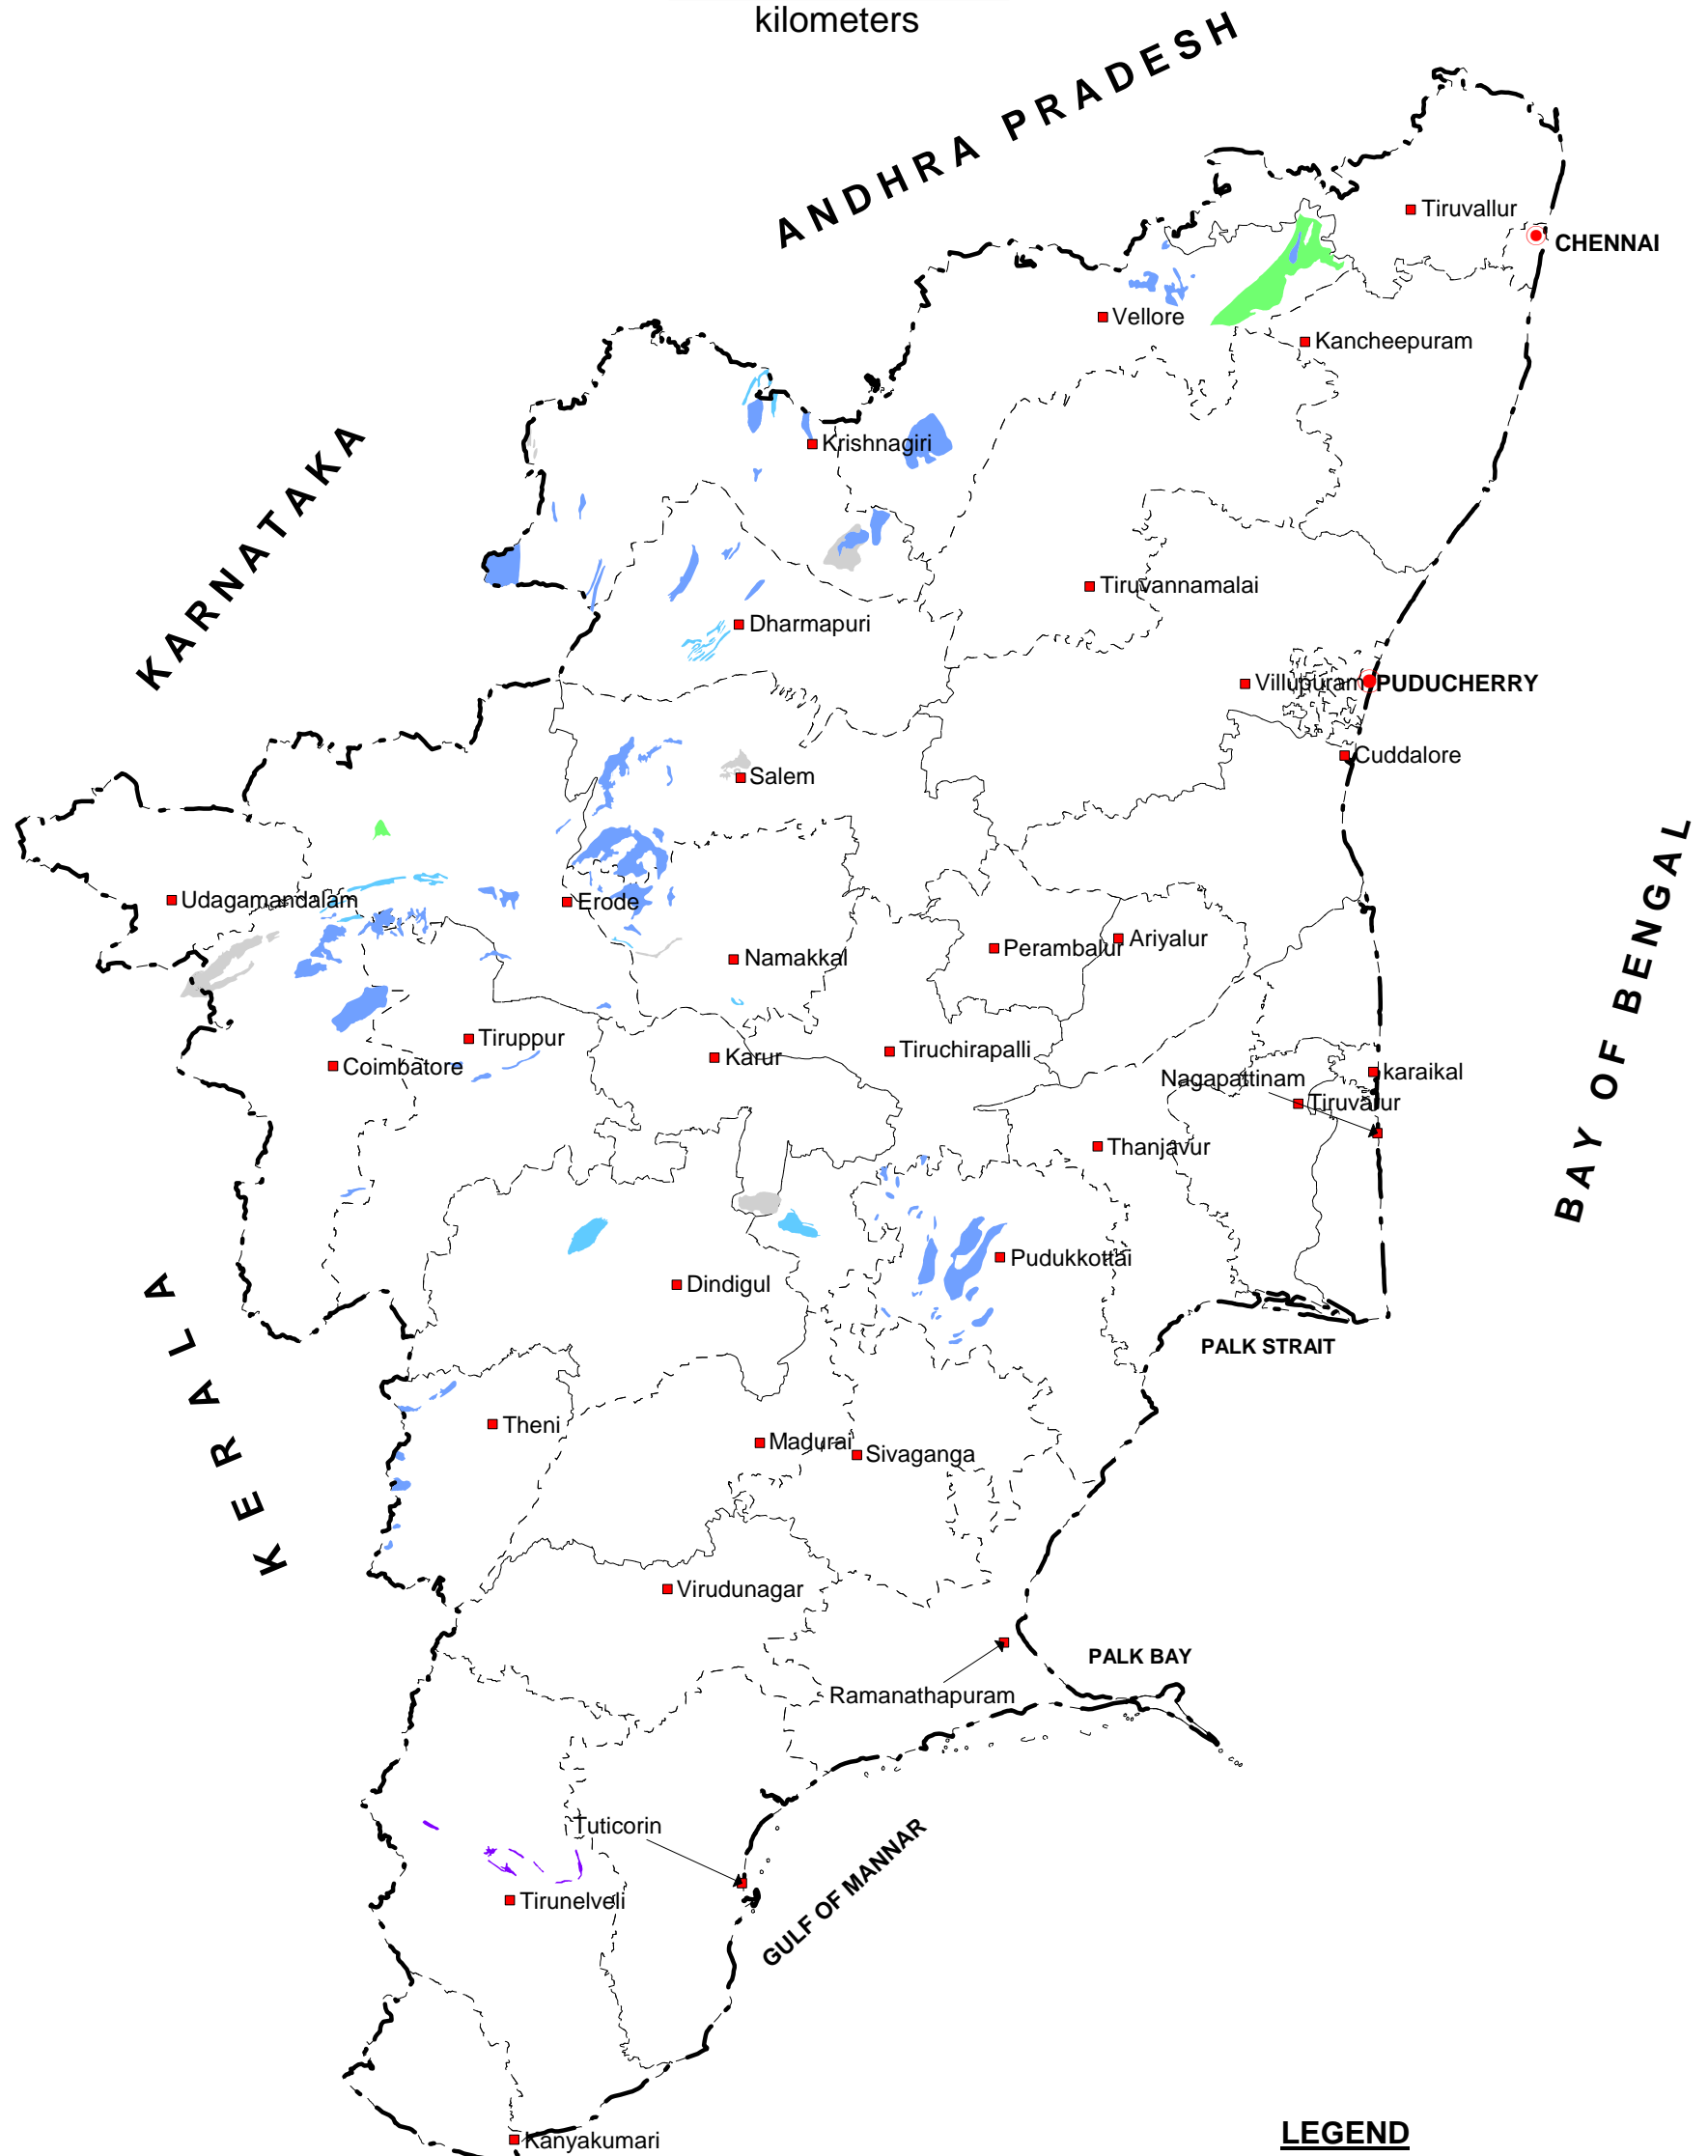 kilometers
ANDHRA PRADESH
Tiruvallur
CHENNAI
Vellore
Kancheepuram
KARNATAKA
Krishnagiri
Tiruvannamalai
Dharmapuri
Villupuram
PUDUCHERRY
Cuddalore
Salem
Udagamandalam
Erode
Perambalur
Ariyalur
Namakkal
BAY OF BENGAL
Tiruppur
Tiruchirapalli
Karur
Coimbatore
Nagapattinam
karaikal
Tiruvarur
Thanjavur
Pudukkottai
Dindigul
KERALA
PALK STRAIT
Theni
Madurai
Sivaganga
Virudunagar
PALK BAY
Ramanathapuram
Tuticorin
GULF OF MANNAR
Tirunelveli
LEGEND
Kanyakumari